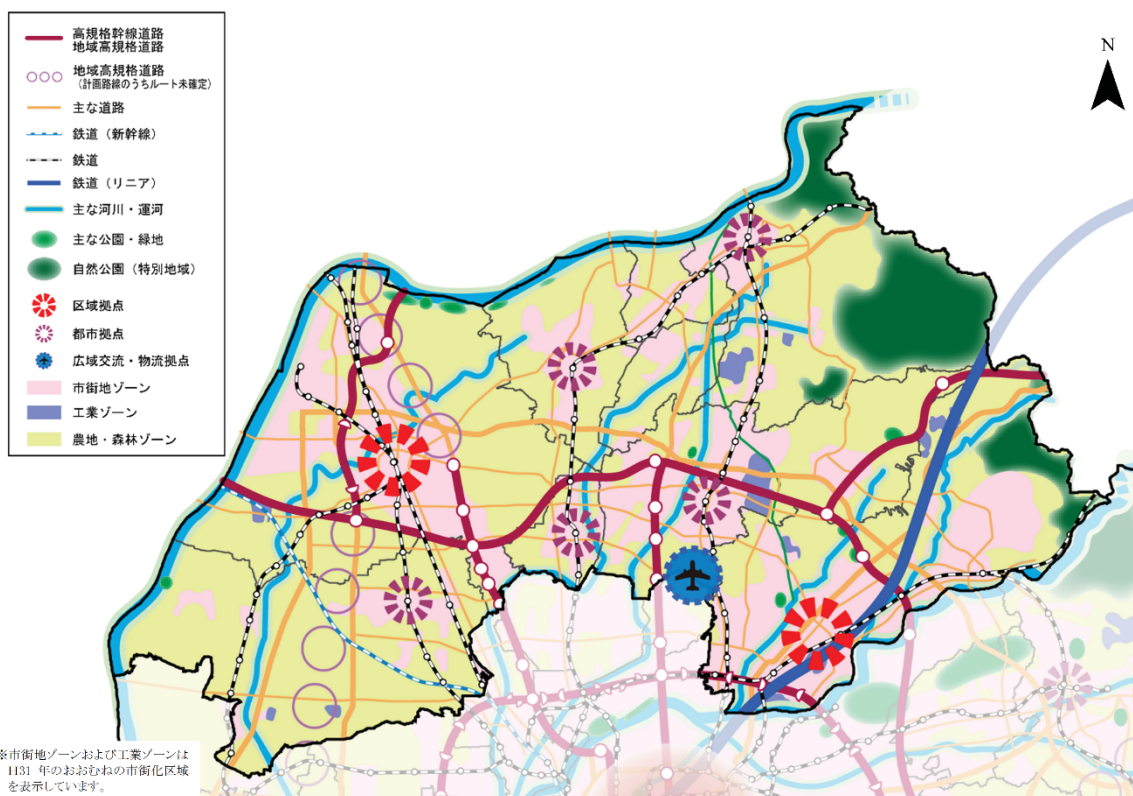 高規格幹線道路
地域高規格道路
地域高規格道路
(計画路線のうちルート未確定)
主な道路
鉄道(新幹線)
鉄道
鉄道(リニア)
主な河川・運河
主な公園・緑地
自然公園(特別地域)
区域拠点
都市拠点
広域交流・物流拠点
市街地ゾーン
工業ゾーン
農地・森林ゾーン
N
※市街地ゾーンおよび工業ゾーンは
H31 年のおおむねの市街化区域
を表示しています。